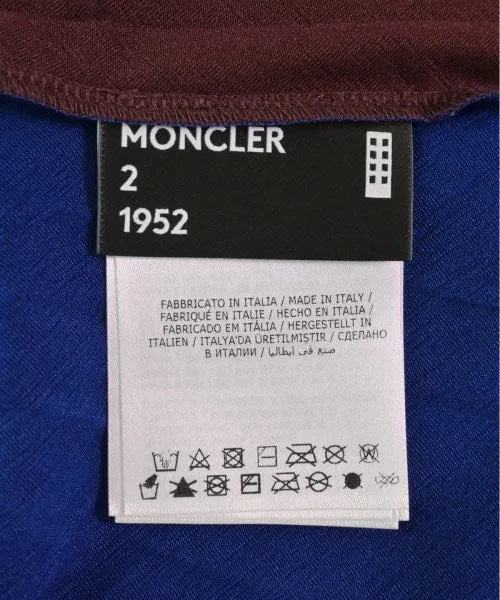 MONCLER
2
1952
FABBRICATO IN ITALIA / MADE IN ITALY /
FABRIQUÉ EN ITALIE / HECHO EN ITALIA /
FABRICADO EM ITÀLIA / HERGESTELLT IN
ITALIEN / ITALYA'DA ÜRETILMIŞTIR / СДЕЛАНО
В ИТАЛИИ / صنع في ايطاليا